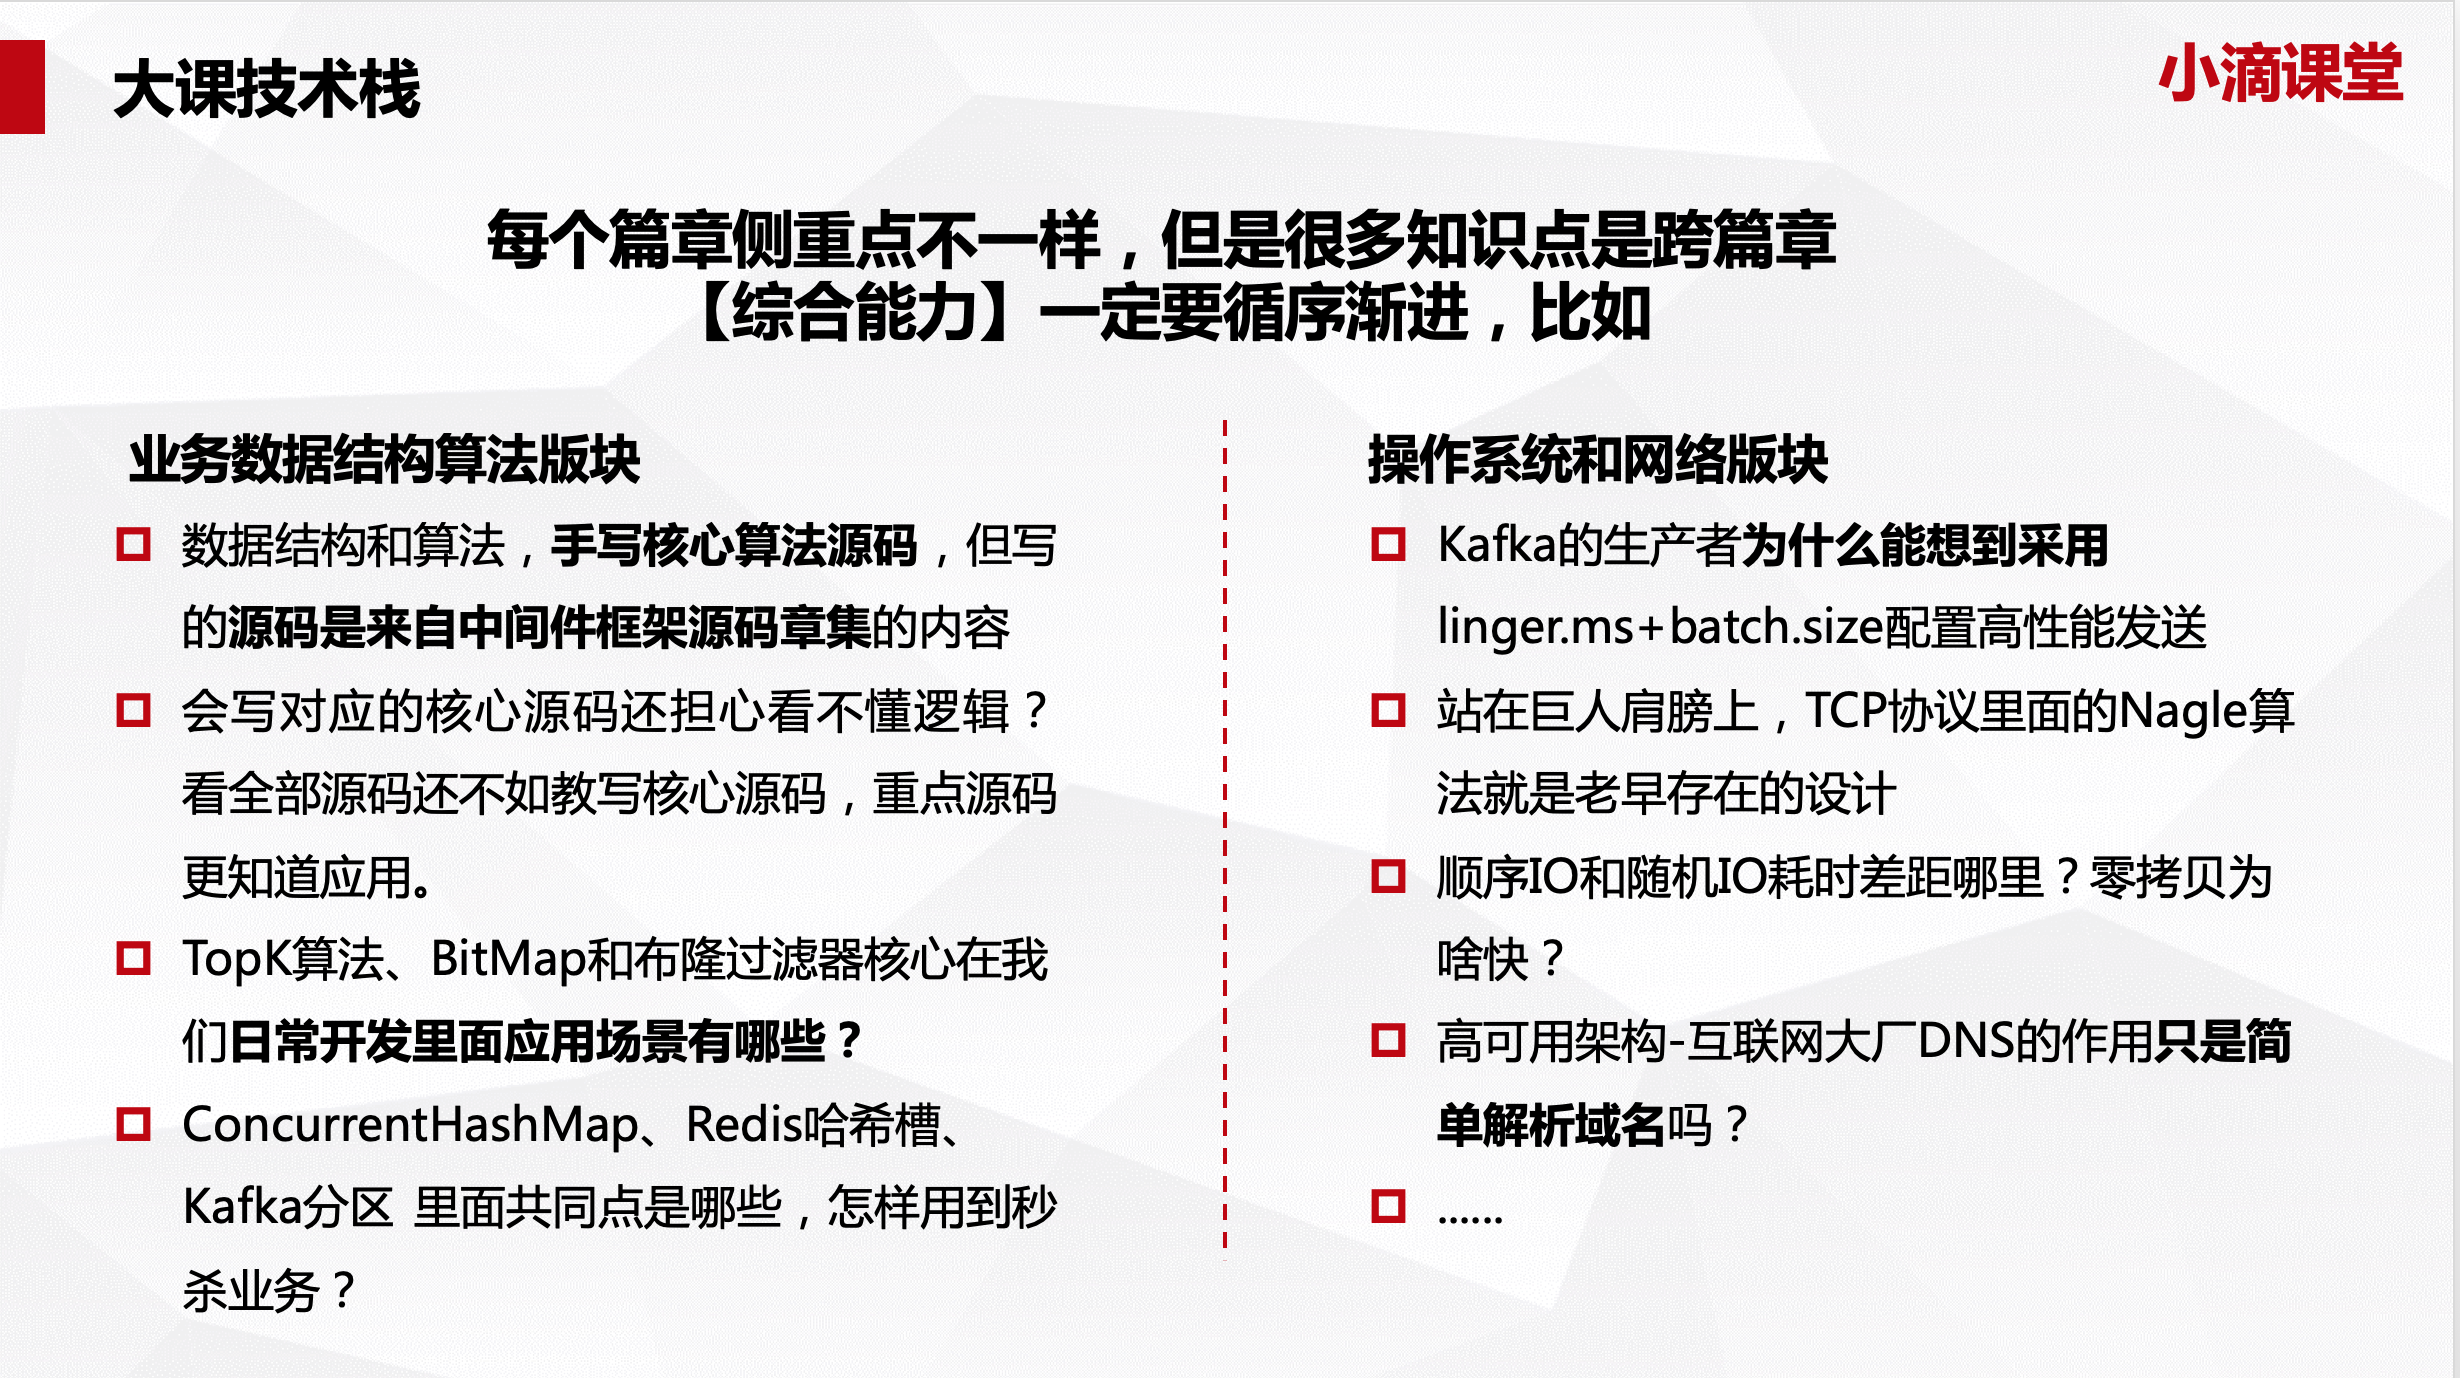 大课技术栈
小滴课堂
每个篇章侧重点不一样，但是很多知识点是跨篇章
【综合能力】一定要循序渐进，比如
业务数据结构算法版块
数据结构和算法，手写核心算法源码，但写
的源码是来自中间件框架源码章集的内容
会写对应的核心源码还担心看不懂逻辑？
看全部源码还不如教写核心源码，重点源码
更知道应用。
TopK算法、BitMap和布隆过滤器核心在我
们日常开发里面应用场景有哪些？
ConcurrentHashMap、Redis哈希槽、
Kafka分区 里面共同点是哪些，怎样用到秒
杀业务？
操作系统和网络版块
Kafka的生产者为什么能想到采用
linger.ms+batch.size配置高性能发送
站在巨人肩膀上，TCP协议里面的Nagle算
法就是老早存在的设计
顺序IO和随机IO耗时差距哪里？零拷贝为
啥快？
高可用架构-互联网大厂DNS的作用只是简
单解析域名吗？
……